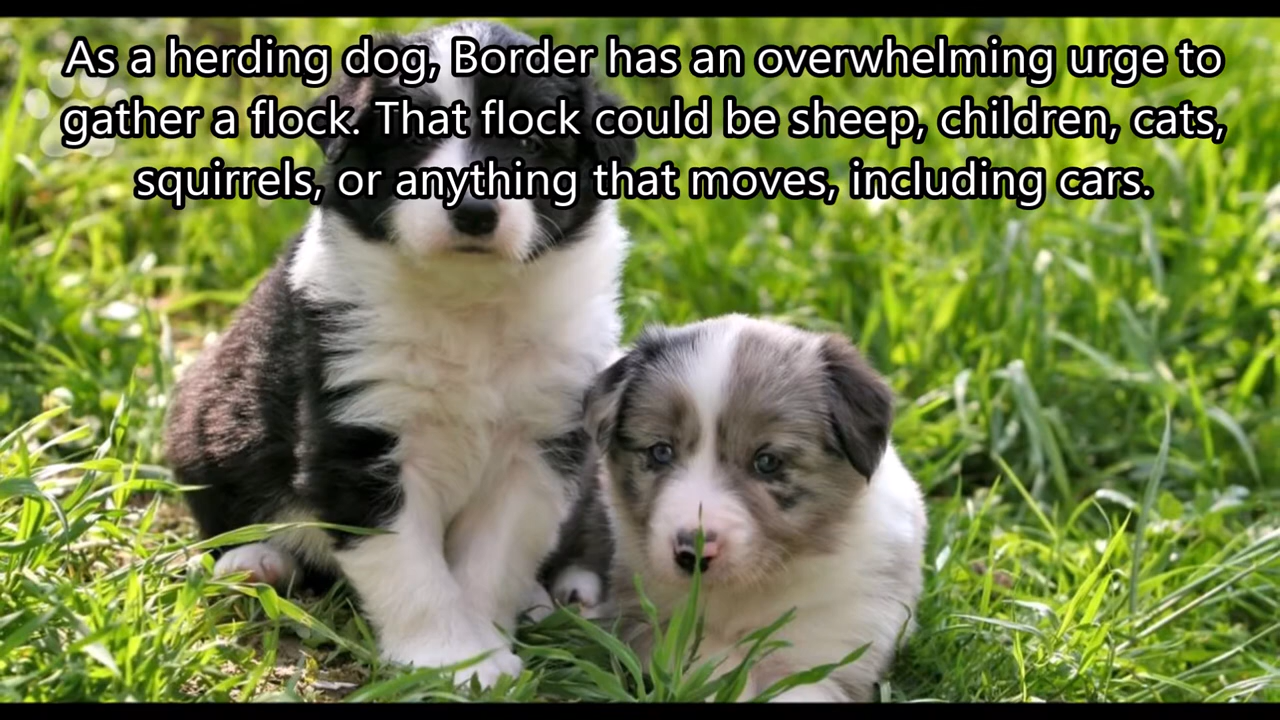 As a herding dog, Border has an overwhelming urge to
gather a flock. That flock could be sheep, children, cats,
squirrels, or anything that moves, including cars.